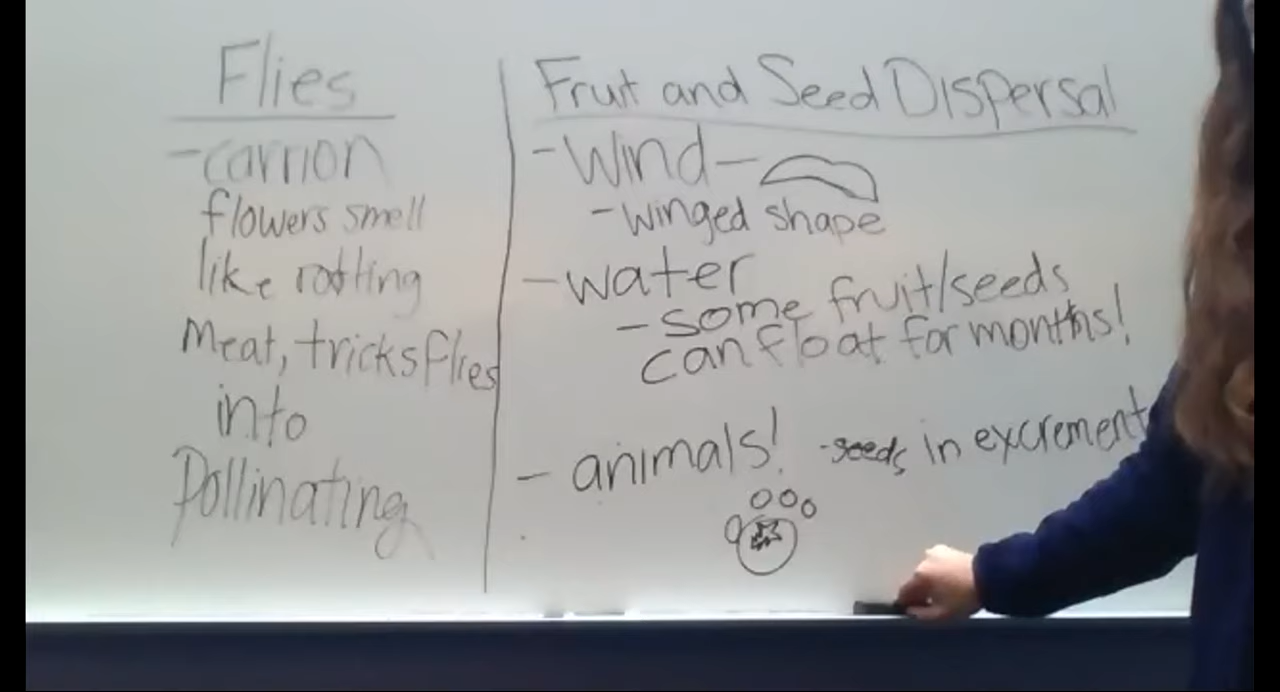 Flies
-carrion
flowers smell
like rotting
Meat, tricks flies
into
Pollinating
Fruit and Seed Dispersal
-Wind-
-winged shape
-water
-some fruit/seeds
can float for months!
- animals! -seeds in excrement